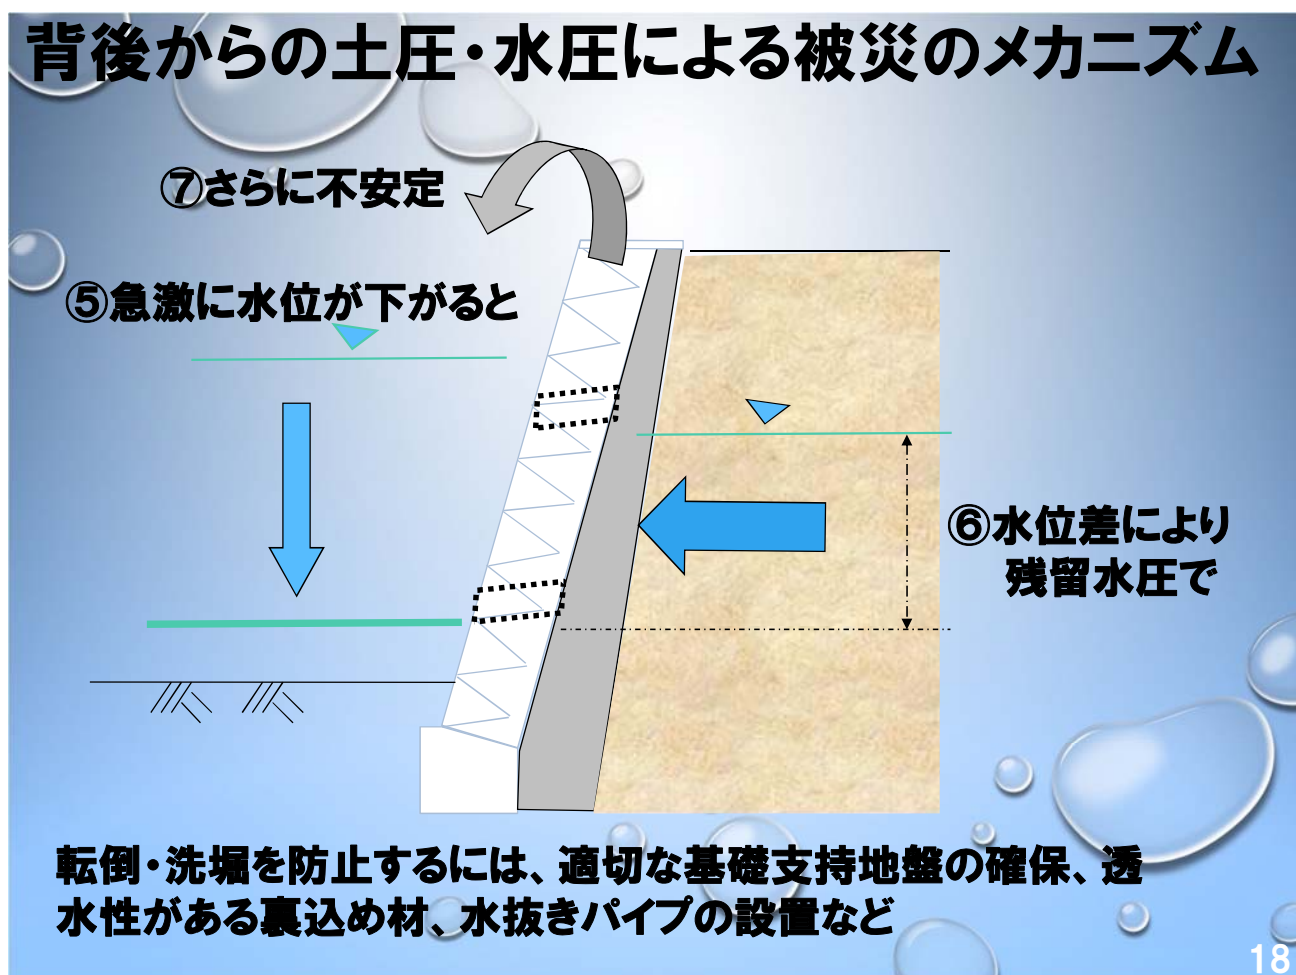 背後からの土圧・水圧による被災のメカニズム
⑦さらに不安定
⑤急激に水位が下がると
⑥水位差により
残留水圧で
転倒・洗堀を防止するには、適切な基礎支持地盤の確保、透
水性がある裏込め材、水抜きパイプの設置など
18